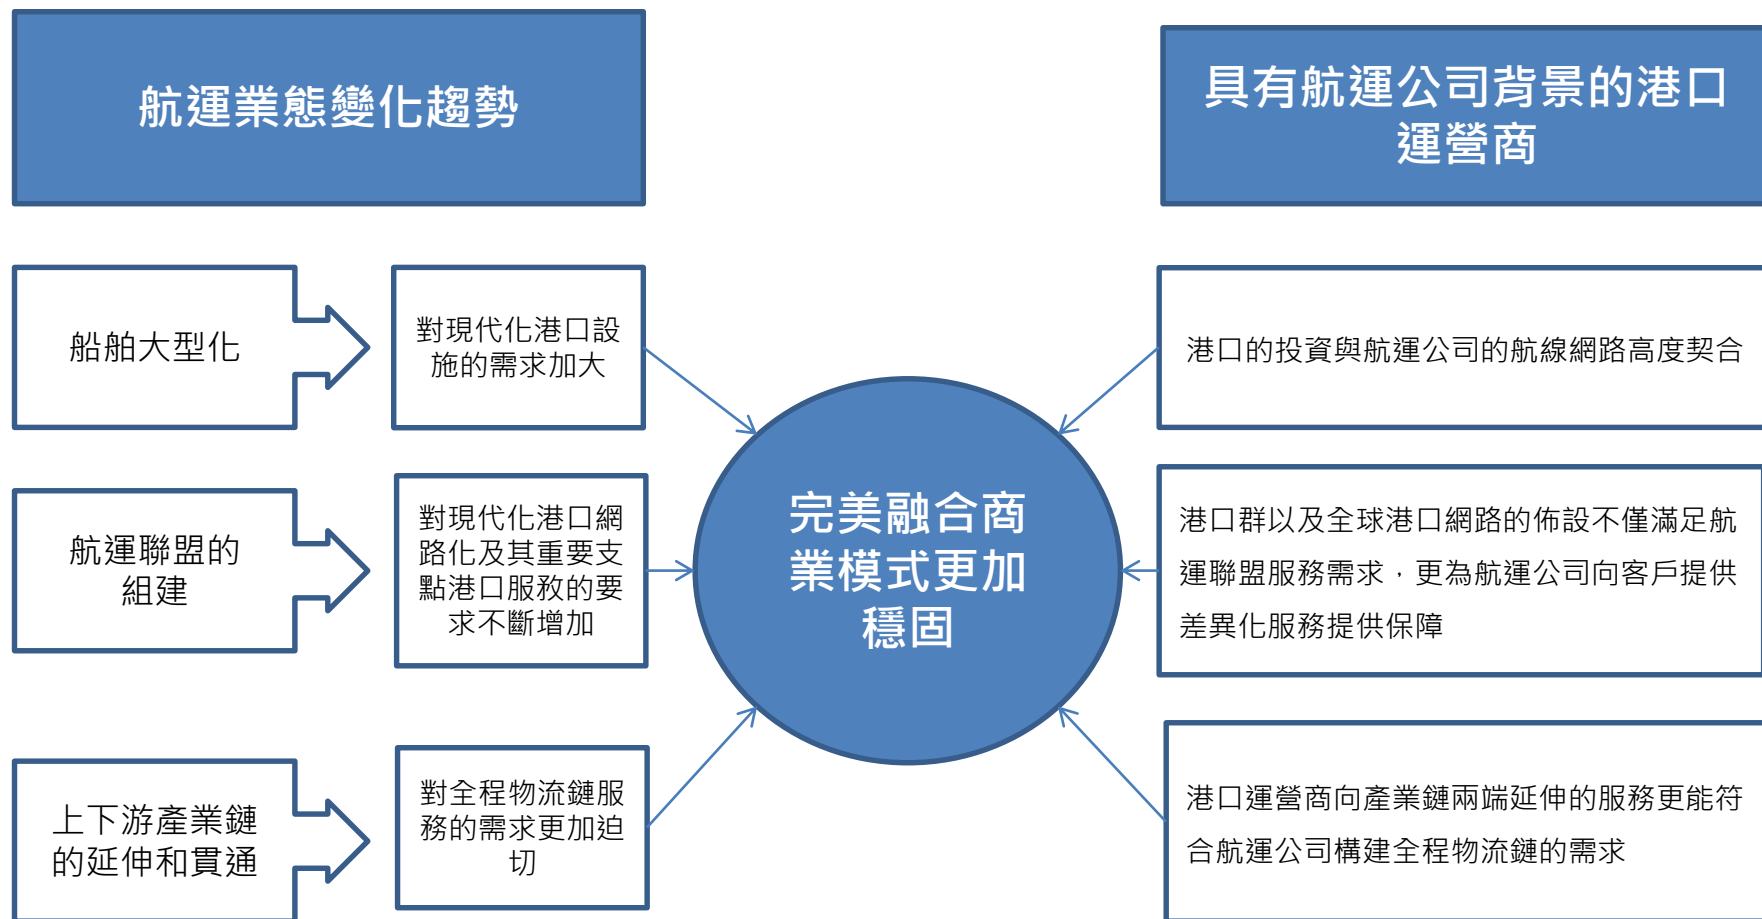 航運業態變化趨勢
具有航運公司背景的港口
運營商
船舶大型化
對現代化港口設
施的需求加大
港口的投資與航運公司的航線網路高度契合
航運聯盟的
組建
對現代化港口網
路化及其重要支
點港口服教的要
求不斷增加
完美融合商
業模式更加
穩固
港口群以及全球港口網路的佈設不僅滿足航
運聯盟服務需求，更為航運公司向客戶提供
差異化服務提供保障
上下游產業鏈
的延伸和貫通
對全程物流鏈服
務的需求更加迫
切
港口運營商向產業鏈兩端延伸的服務更能符
合航運公司構建全程物流鏈的需求